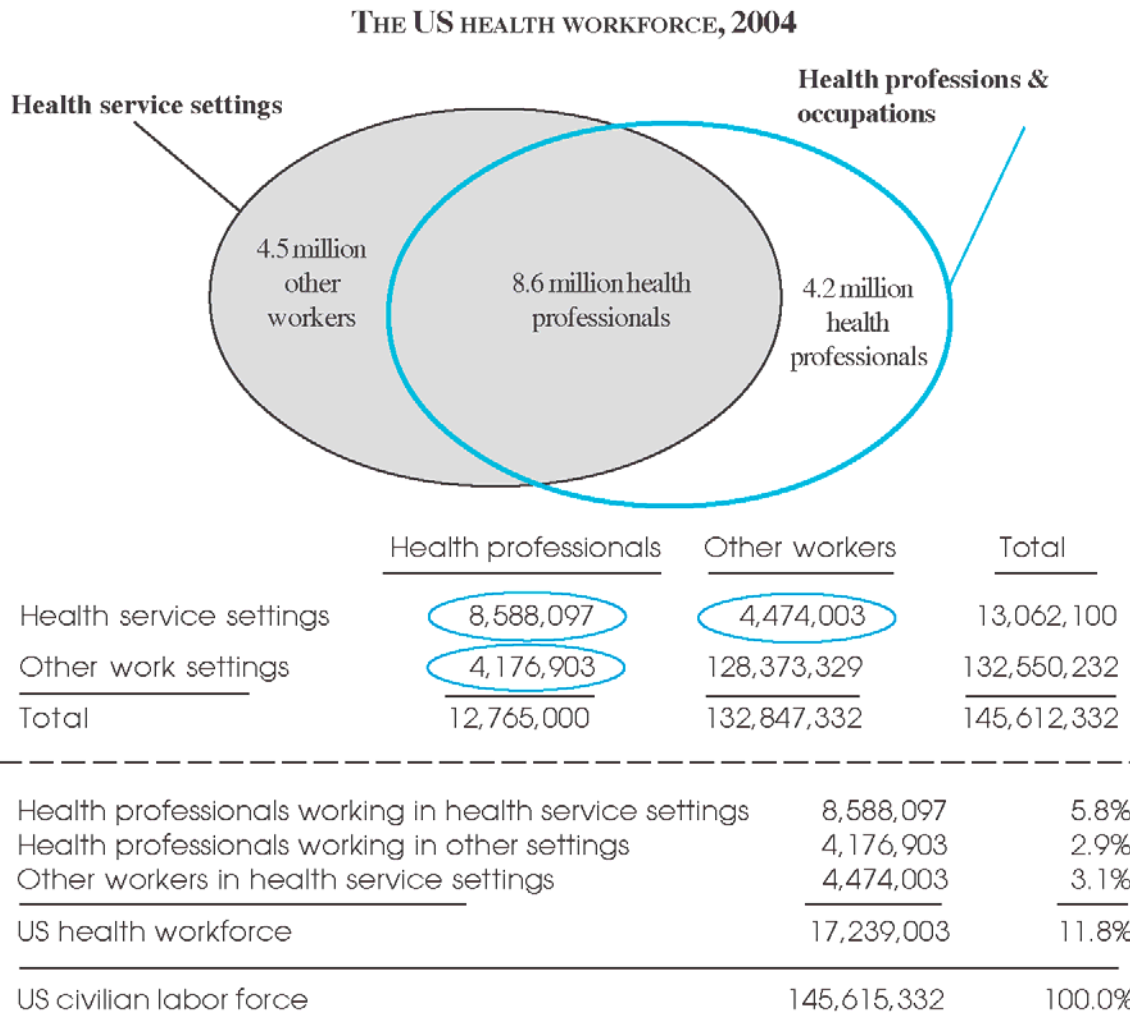 THE US HEALTH WORKFORCE, 2004
Health service settings
Health professions &
occupations
4.5 million
other
workers
8.6 million health
professionals
4.2 million
health
professionals
Health professionals Other workers Total
Health service settings 8,588,097 4,474,003 13,062,100
Other work settings 4,176,903 128,373,329 132,550,232
Total 12,765,000 132,847,332 145,612,332
Health professionals working in health service settings 8,588,097 5.8%
Health professionals working in other settings 4,176,903 2.9%
Other workers in health service settings 4,474,003 3.1%
US health workforce 17,239,003 11.8%
US civilian labor force 145,615,332 100.0%